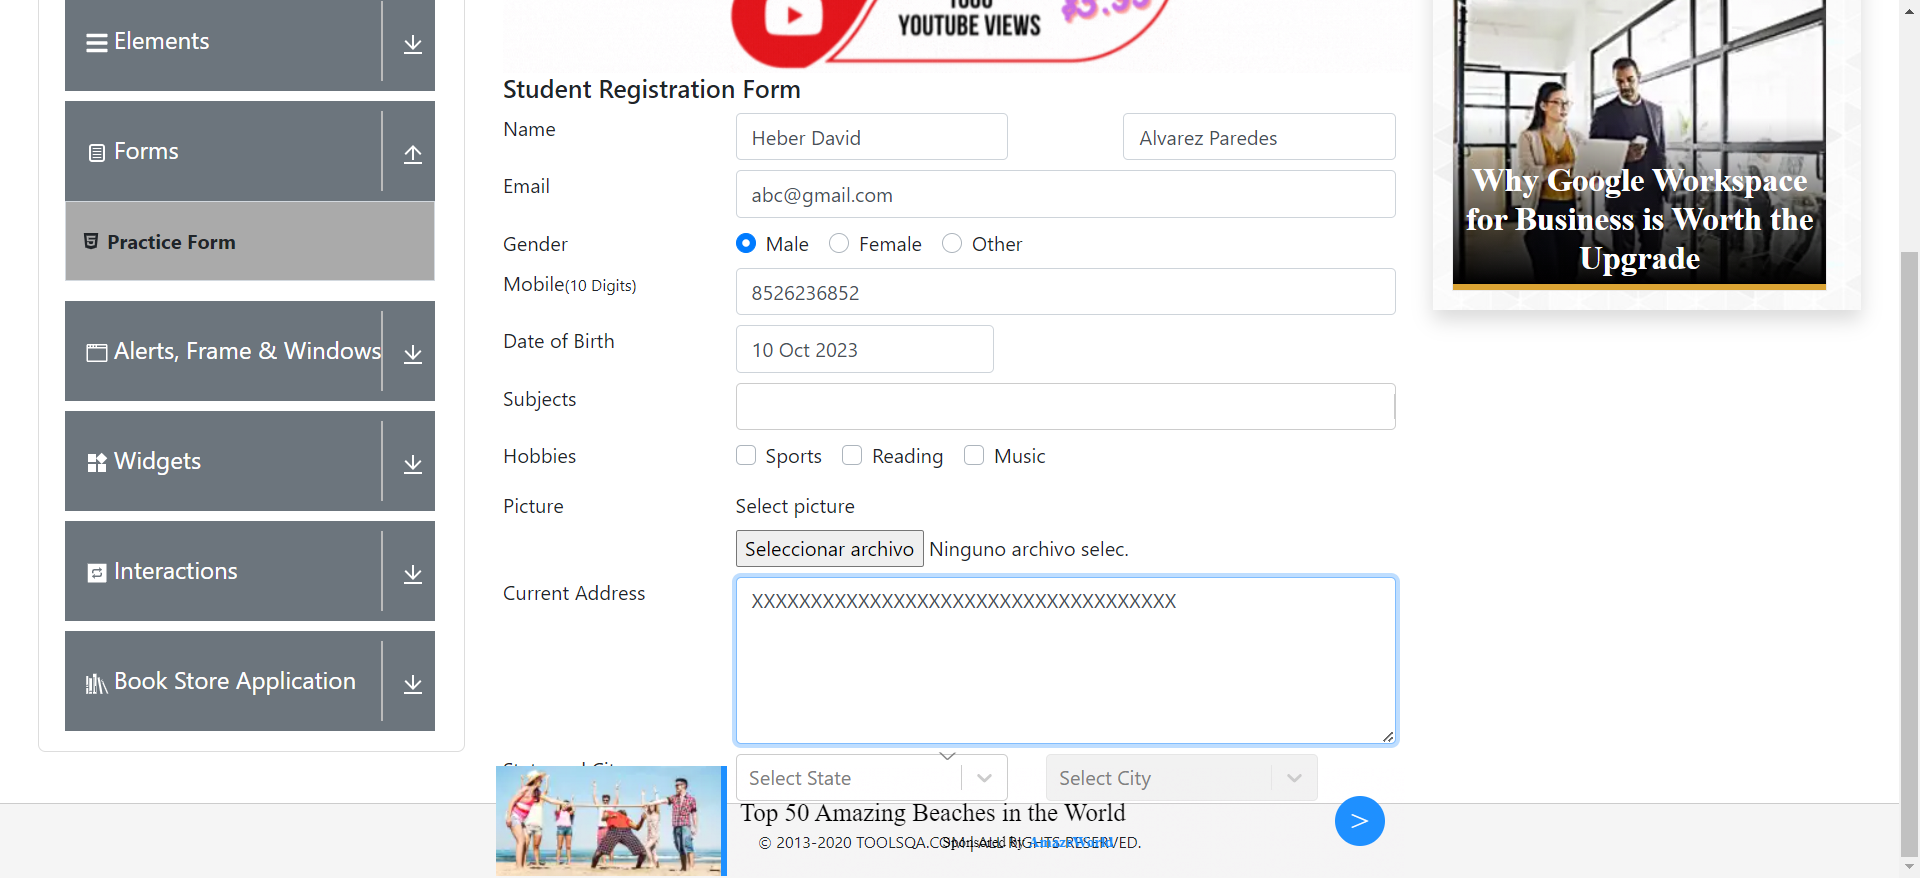 Elements
Forms
Practice Form
Alerts, Frame & Windows
Widgets
Interactions
Book Store Application
YOUTUBE VIEWS
Student Registration Form
Name
Heber David
Alvarez Paredes
Email
abc@gmail.com
Gender
Male
Female
Other
Mobile(10 Digits)
8526236852
Date of Birth
10 Oct 2023
Subjects
Hobbies
Sports
Reading
Music
Picture
Select picture
Seleccionar archivo
Ninguno archivo selec.
Current Address
XXXXXXXXXXXXXXXXXXXXXXXXXXXXXXXXXXXX
Select State
Select City
Top 50 Amazing Beaches in the World
© 2013-2020 TOOLSQA.COM | ALL RIGHTS RESERVED.
Why Google Workspace
for Business is Worth the
Upgrade